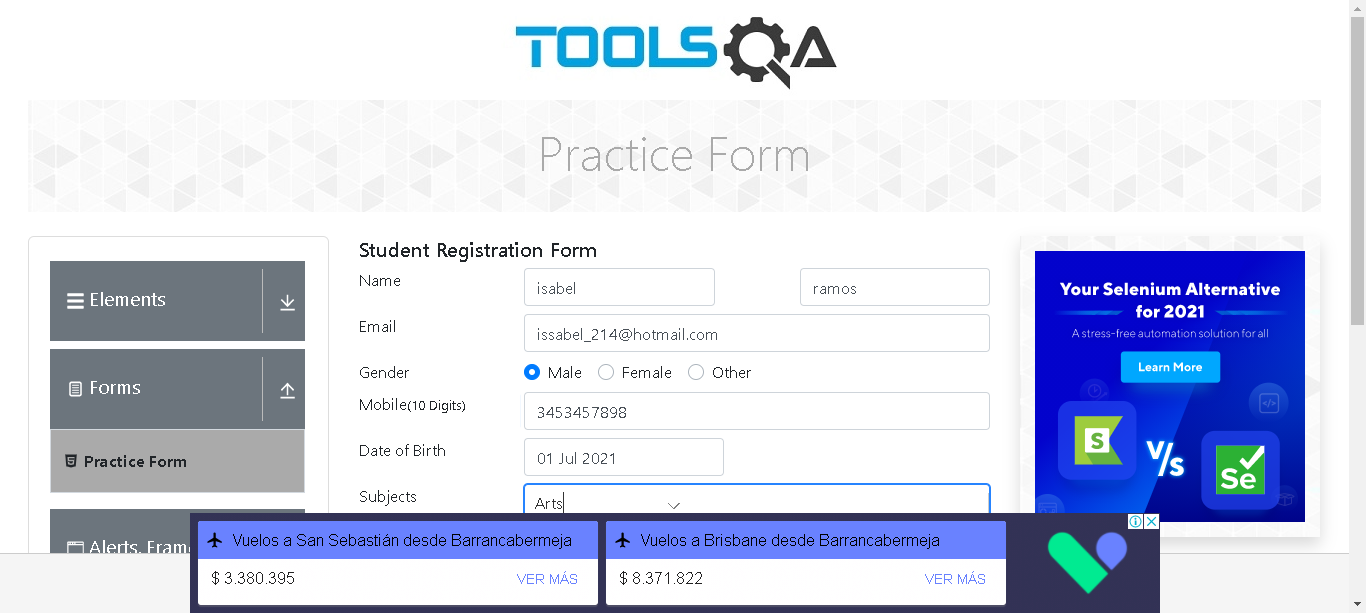 TOOLSQA
Practice Form
Elements
Forms
Practice Form
Alerts, Fram
Student Registration Form
Name
isabel
ramos
Email
issabel_214@hotmail.com
Gender
Male
Female
Other
Mobile(10 Digits)
3453457898
Date of Birth
01 Jul 2021
Subjects
Arts
Your Selenium Alternative
for 2021
A stress-free automation solution for all
Learn More
S
V/s
Se
Vuelos a San Sebastián desde Barrancabermeja
$ 3.380.395
VER MÁS
Vuelos a Brisbane desde Barrancabermeja
$ 8.371.822
VER MÁS